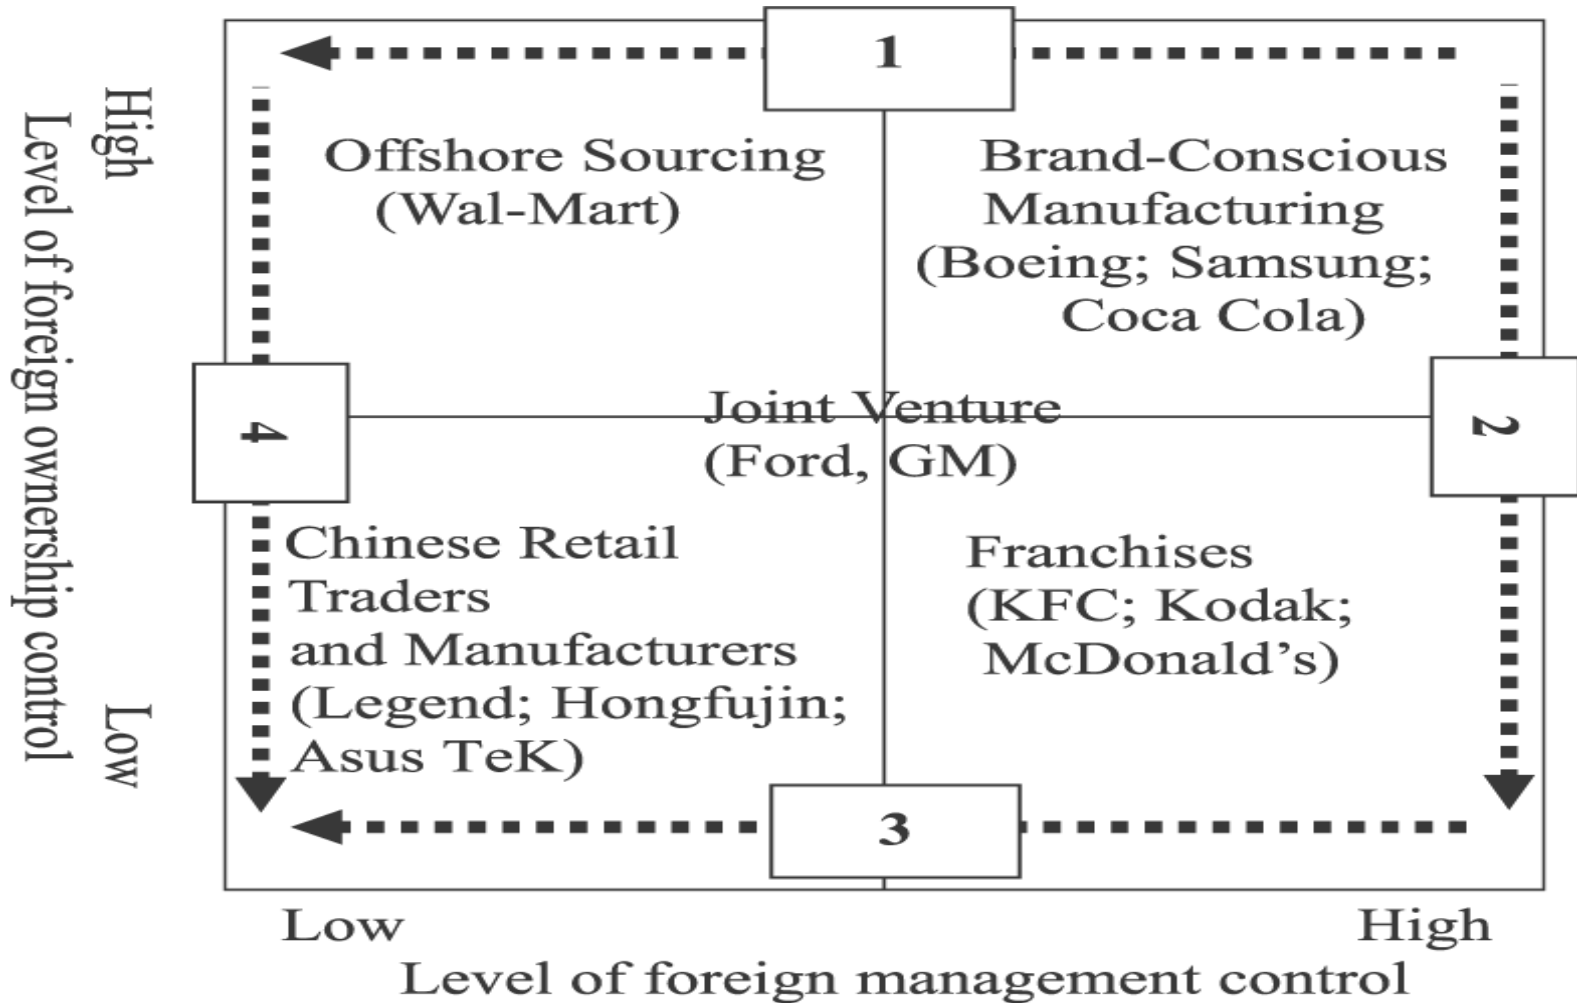 1
High
Level of foreign ownership control
Low
Offshore Sourcing
(Wal-Mart)
Brand-Conscious
Manufacturing
(Boeing; Samsung;
Coca Cola)
4
2
Joint Venture
(Ford, GM)
Chinese Retail
Traders
and Manufacturers
(Legend; Hongfujin;
Asus TeK)
Franchises
(KFC; Kodak;
McDonald’s)
3
Low
High
Level of foreign management control